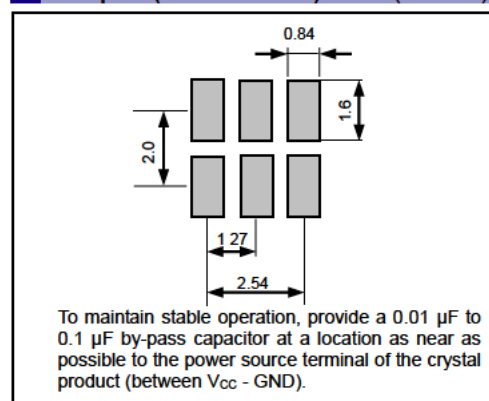 0.84
1.6
2.0
1 27
2.54
To maintain stable operation, provide a 0.01 µF to
0.1 µF by-pass capacitor at a location as near as
possible to the power source terminal of the crystal
product (between Vcc - GND).